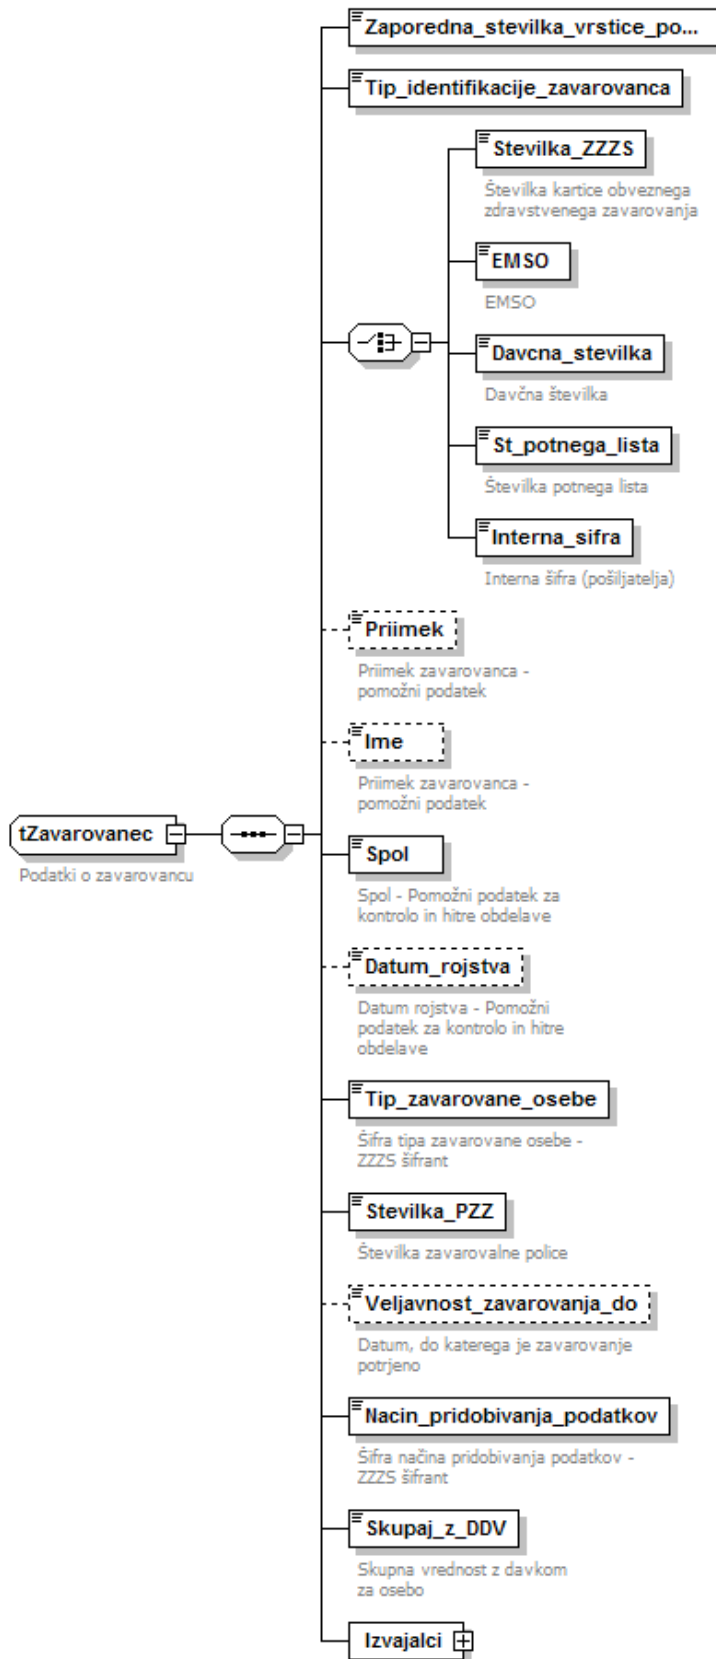 Zaporedna_stevilka_vrstice_po...
Tip_identifikacije_zavarovanca
Stevilka_ZZZS
Številka kartice obveznega
zdravstvenega zavarovanja
EMSO
EMSO
Davcna_stevilka
Davčna številka
St_potnega_lista
Številka potnega lista
Interna_sifra
Interna šifra (pošiljatelja)
Priimek
Priimek zavarovanca -
pomožni podatek
Ime
Priimek zavarovanca -
pomožni podatek
tZavarovanec
Podatki o zavarovancu
Spol
Spol - Pomožni podatek za
kontrolo in hitre obdelave
Datum_rojstva
Datum rojstva - Pomožni
podatek za kontrolo in hitre
obdelave
Tip_zavarovane_osebe
Šifra tipa zavarovane osebe -
ZZZS šifrant
Stevilka_PZZ
Številka zavarovalne police
Veljavnost_zavarovanja_do
Datum, do katerega je zavarovanje
potrjeno
Nacin_pridobivanja_podatkov
Šifra načina pridobivanja podatkov -
ZZZS šifrant
Skupaj_z_DDV
Skupna vrednost z davkom
za osebo
Izvajalci